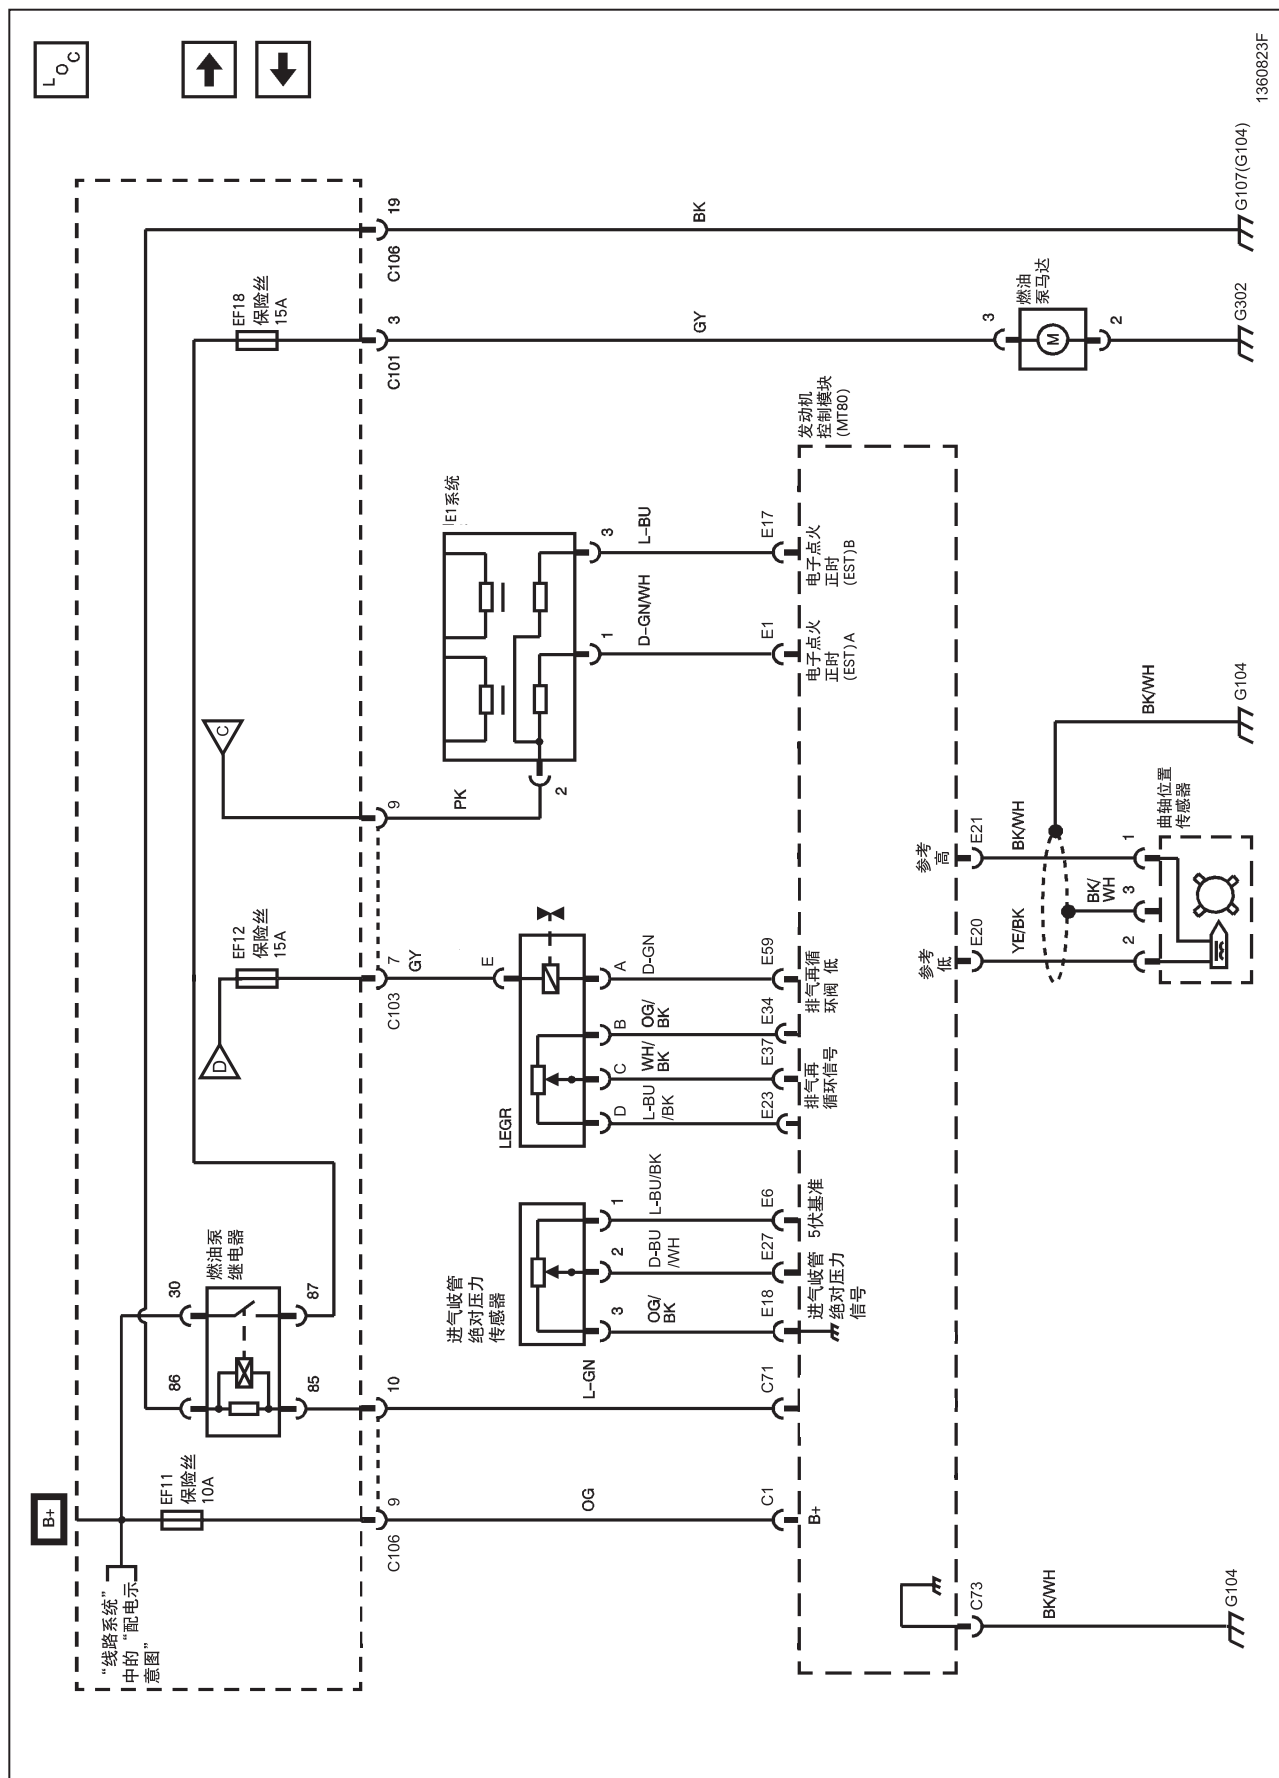 LOC
B+
“线路系统”
中的“配电示
意图”
EF11
保险丝
10A
86
30
燃油泵
继电器
85
87
D
EF12
保险丝
15A
C
EF18
保险丝
15A
C106
9
10
C103
7
9
C101
3
C106
19
OG
L-GN
进气歧管
绝对压力
传感器
3
2
1
OG/
BK
D-BU
/WH
L-BU/BK
LEGR
E
GY
D
C
B
A
L-BU
/BK
WH/
BK
OG/
BK
D-GN
PK
2
IE1系统
1
3
D-GN/WH
L-BU
GY
BK
C1
C71
E18
E27
E6
E23
E37
E34
E59
E1
E17
B+
进气歧管
绝对压力
信号
5伏基准
排气再
循环信号
排气再循
环阀 低
电子点火
正时
(EST)A
电子点火
正时
(EST)B
发动机
控制模块
(MT80)
参考
低
参考
高
C73
E20
E21
BK/WH
YE/BK
BK/WH
BK/
WH
2
3
1
曲轴位置
传感器
BK/WH
3
燃油
泵马达
M
2
G104
G104
G302
G107(G104)
1360823F